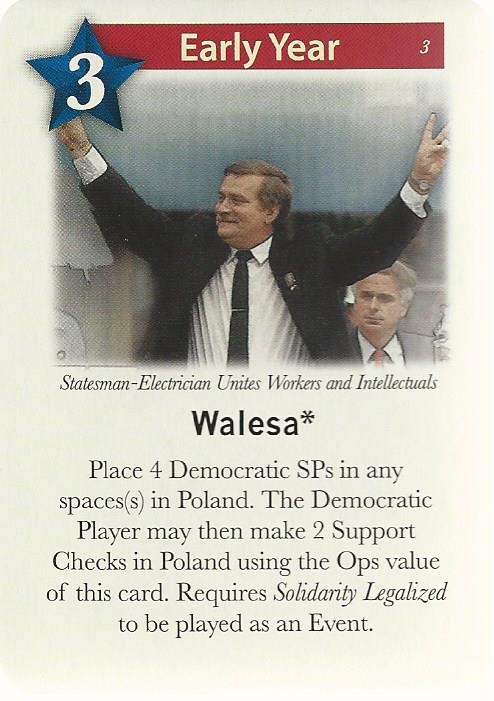 3
Early Year
3
Statesman-Electrician Unites Workers and Intellectuals
Walesa*
Place 4 Democratic SPs in any
spaces(s) in Poland. The Democratic
Player may then make 2 Support
Checks in Poland using the Ops value
of this card. Requires Solidarity Legalized
to be played as an Event.